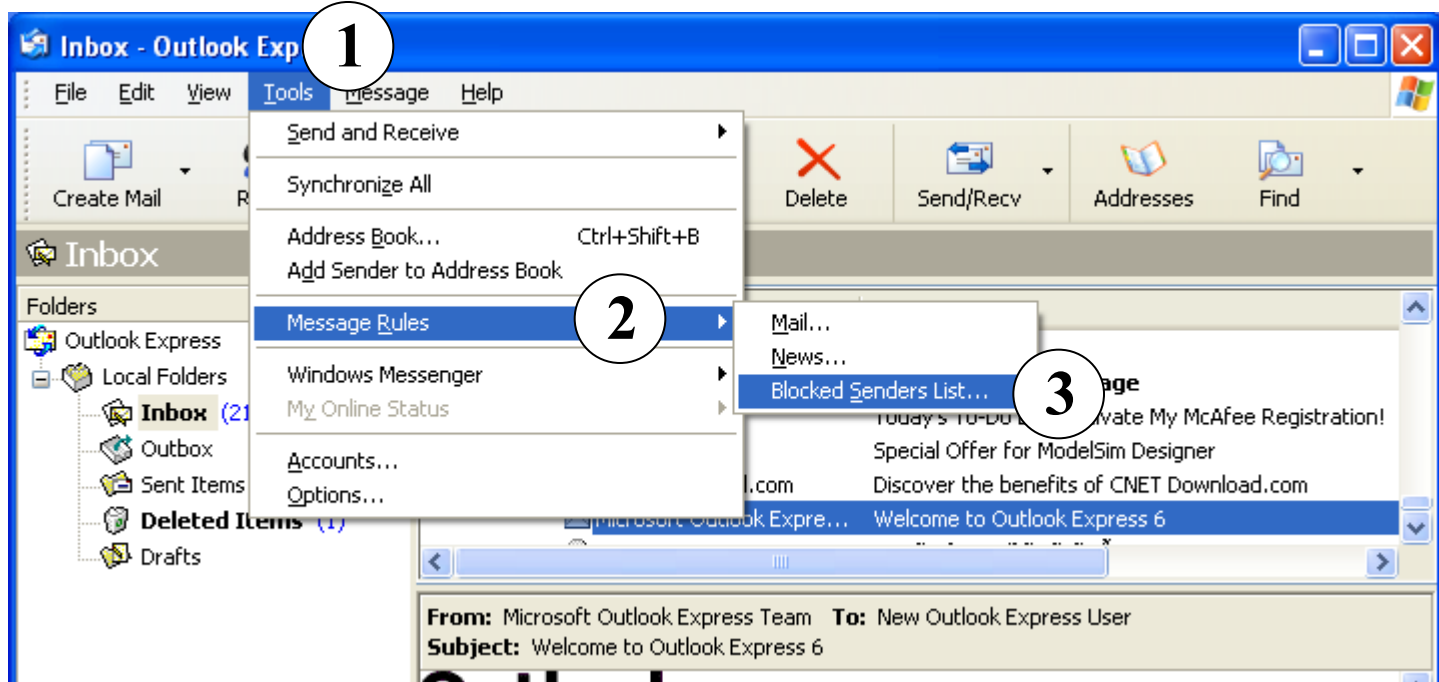 1
Inbox - Outlook Exp
File Edit View Tools Message Help
Send and Receive
Create Mail Delete Send/Recv Addresses Find
Synchronize All
Address Book... Ctrl+Shift+B
Inbox
Add Sender to Address Book
Folders
Message Rules 2
Mail...
Outlook Express
News...
Local Folders
Windows Messenger
Blocked Senders List... 3
Inbox (21
My Online Status
vate My McAfee Registration!
Outbox
Special Offer for ModelSim Designer
Accounts...
Sent Items
.com Discover the benefits of CNET Download.com
Options...
Deleted Items (1)
Microsoft Outlook Expre... Welcome to Outlook Express 6
Drafts
From: Microsoft Outlook Express Team To: New Outlook Express User
Subject: Welcome to Outlook Express 6